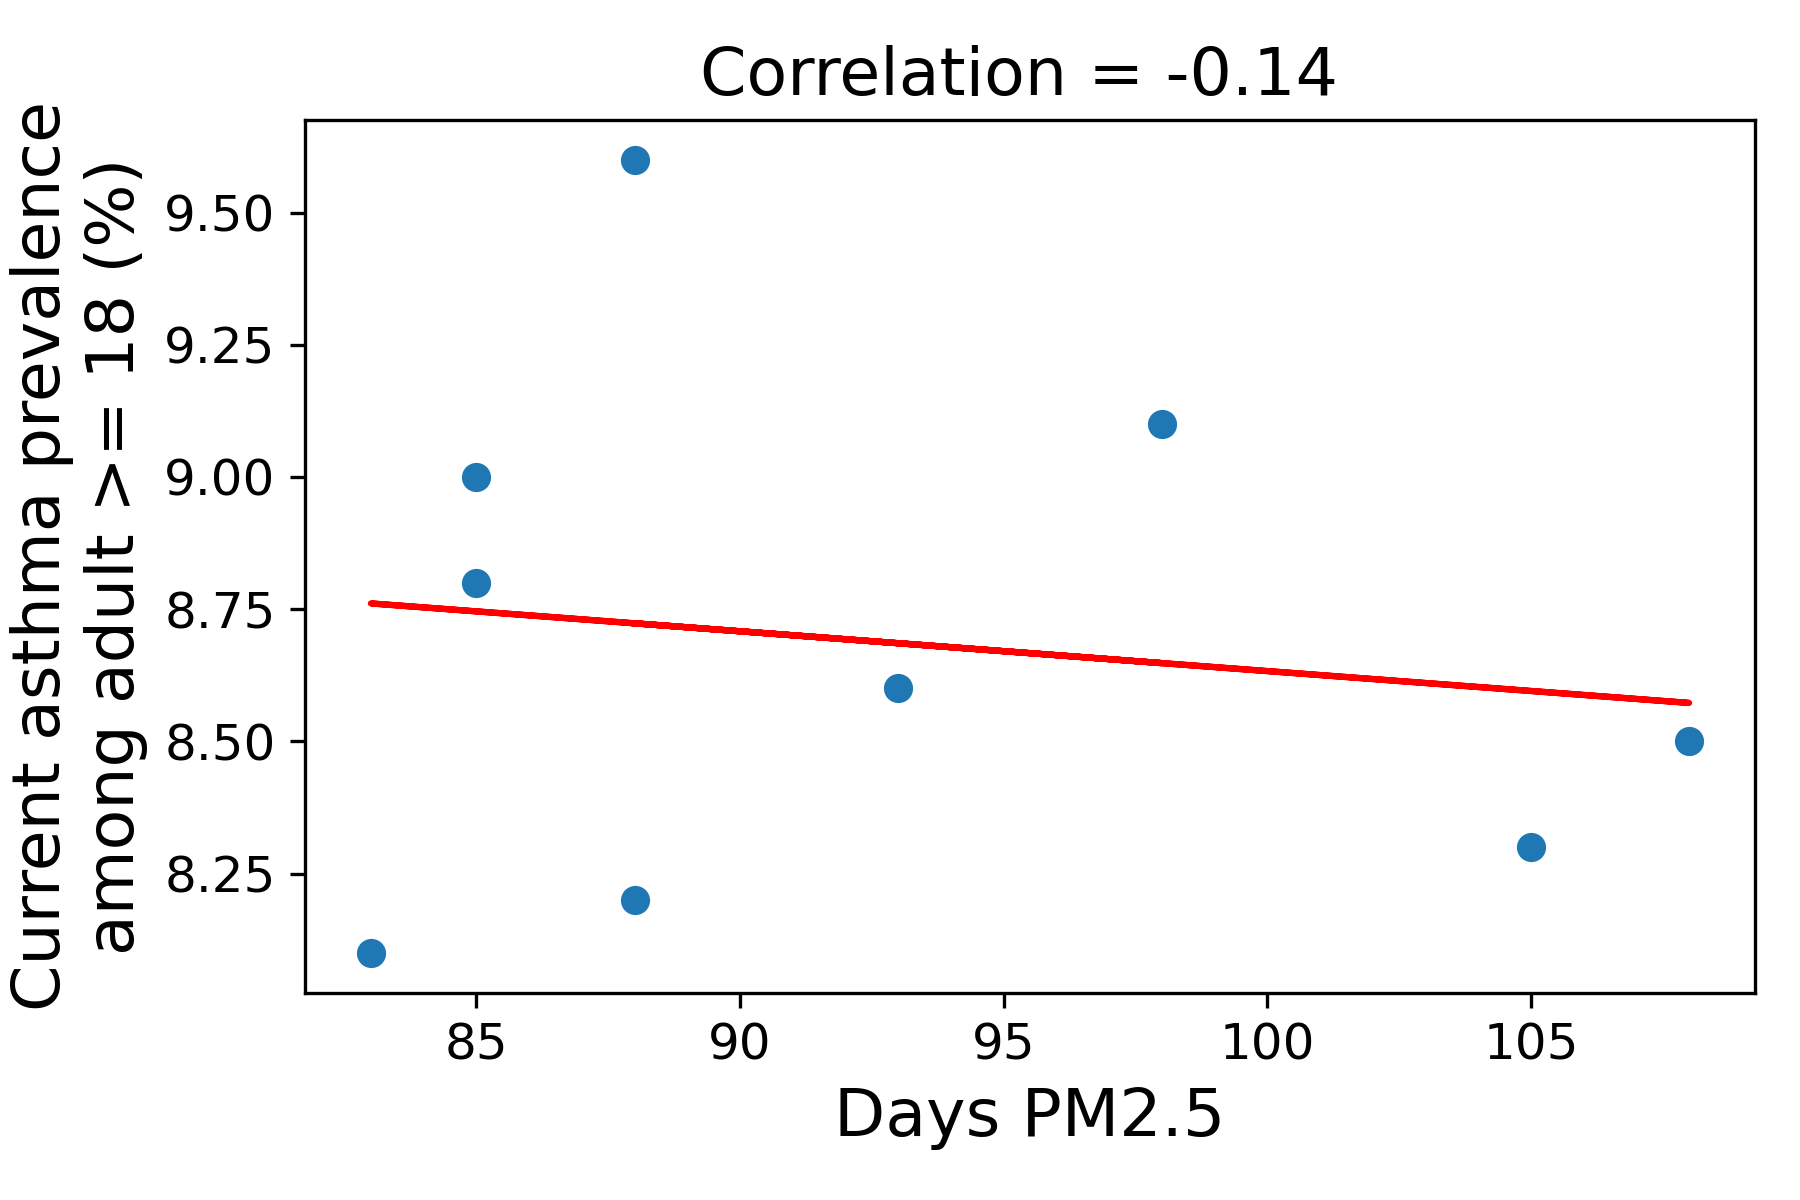 Correlation = -0.14
Current asthma prevalence
among adult >= 18 (%)
9.50
9.25
9.00
8.75
8.50
8.25
85
90
95
100
105
Days PM2.5